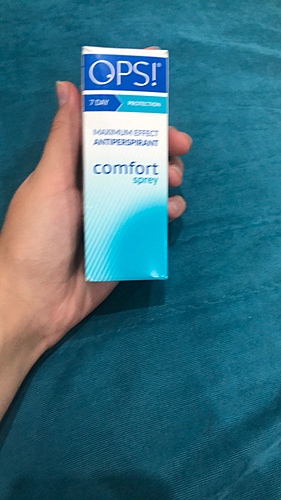 OPS!
7 DAY PROTECTION
MAXIMUM EFFECT
ANTIPERSPIRANT
comfort
sprey